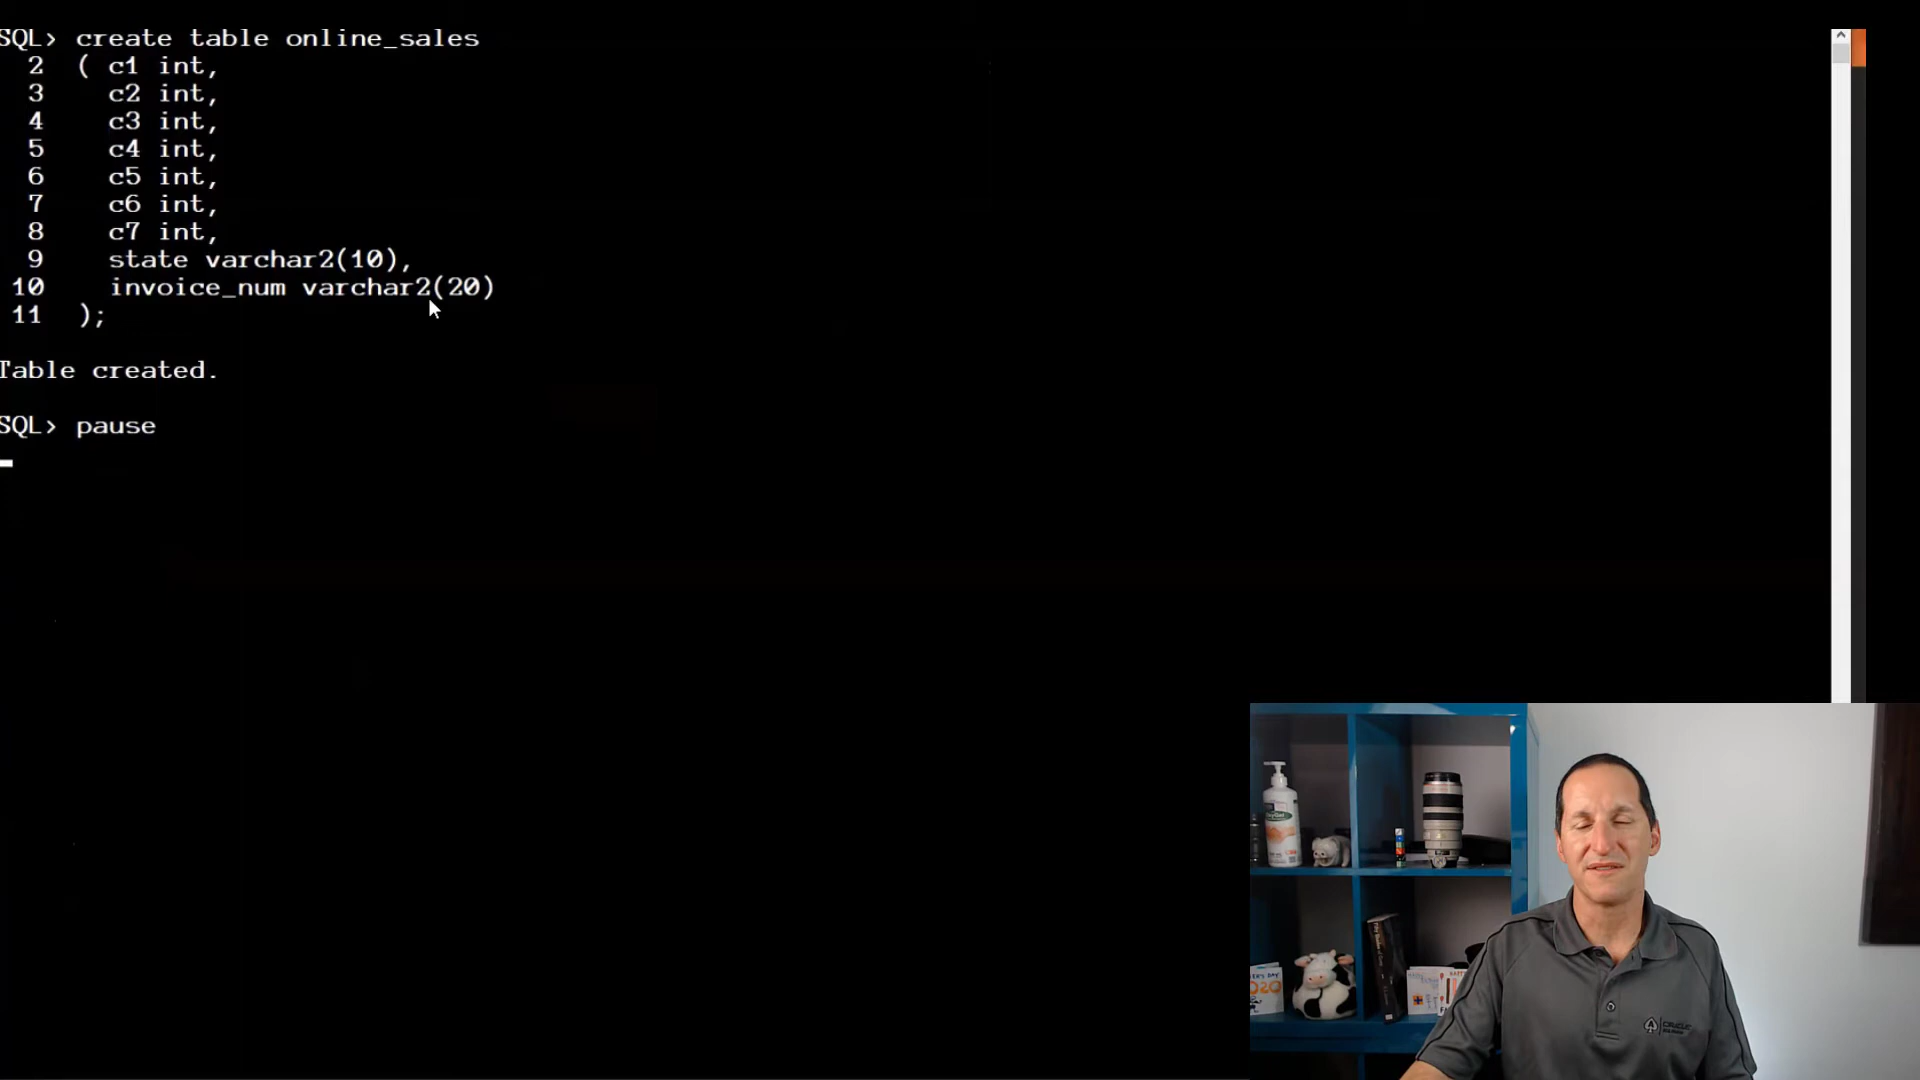 SQL> create table online_sales
2 ( c1 int,
3 c2 int,
4 c3 int,
5 c4 int,
6 c5 int,
7 c6 int,
8 c7 int,
9 state varchar2(10),
10 invoice_num varchar2(20)
11 );
Table created.
SQL> pause